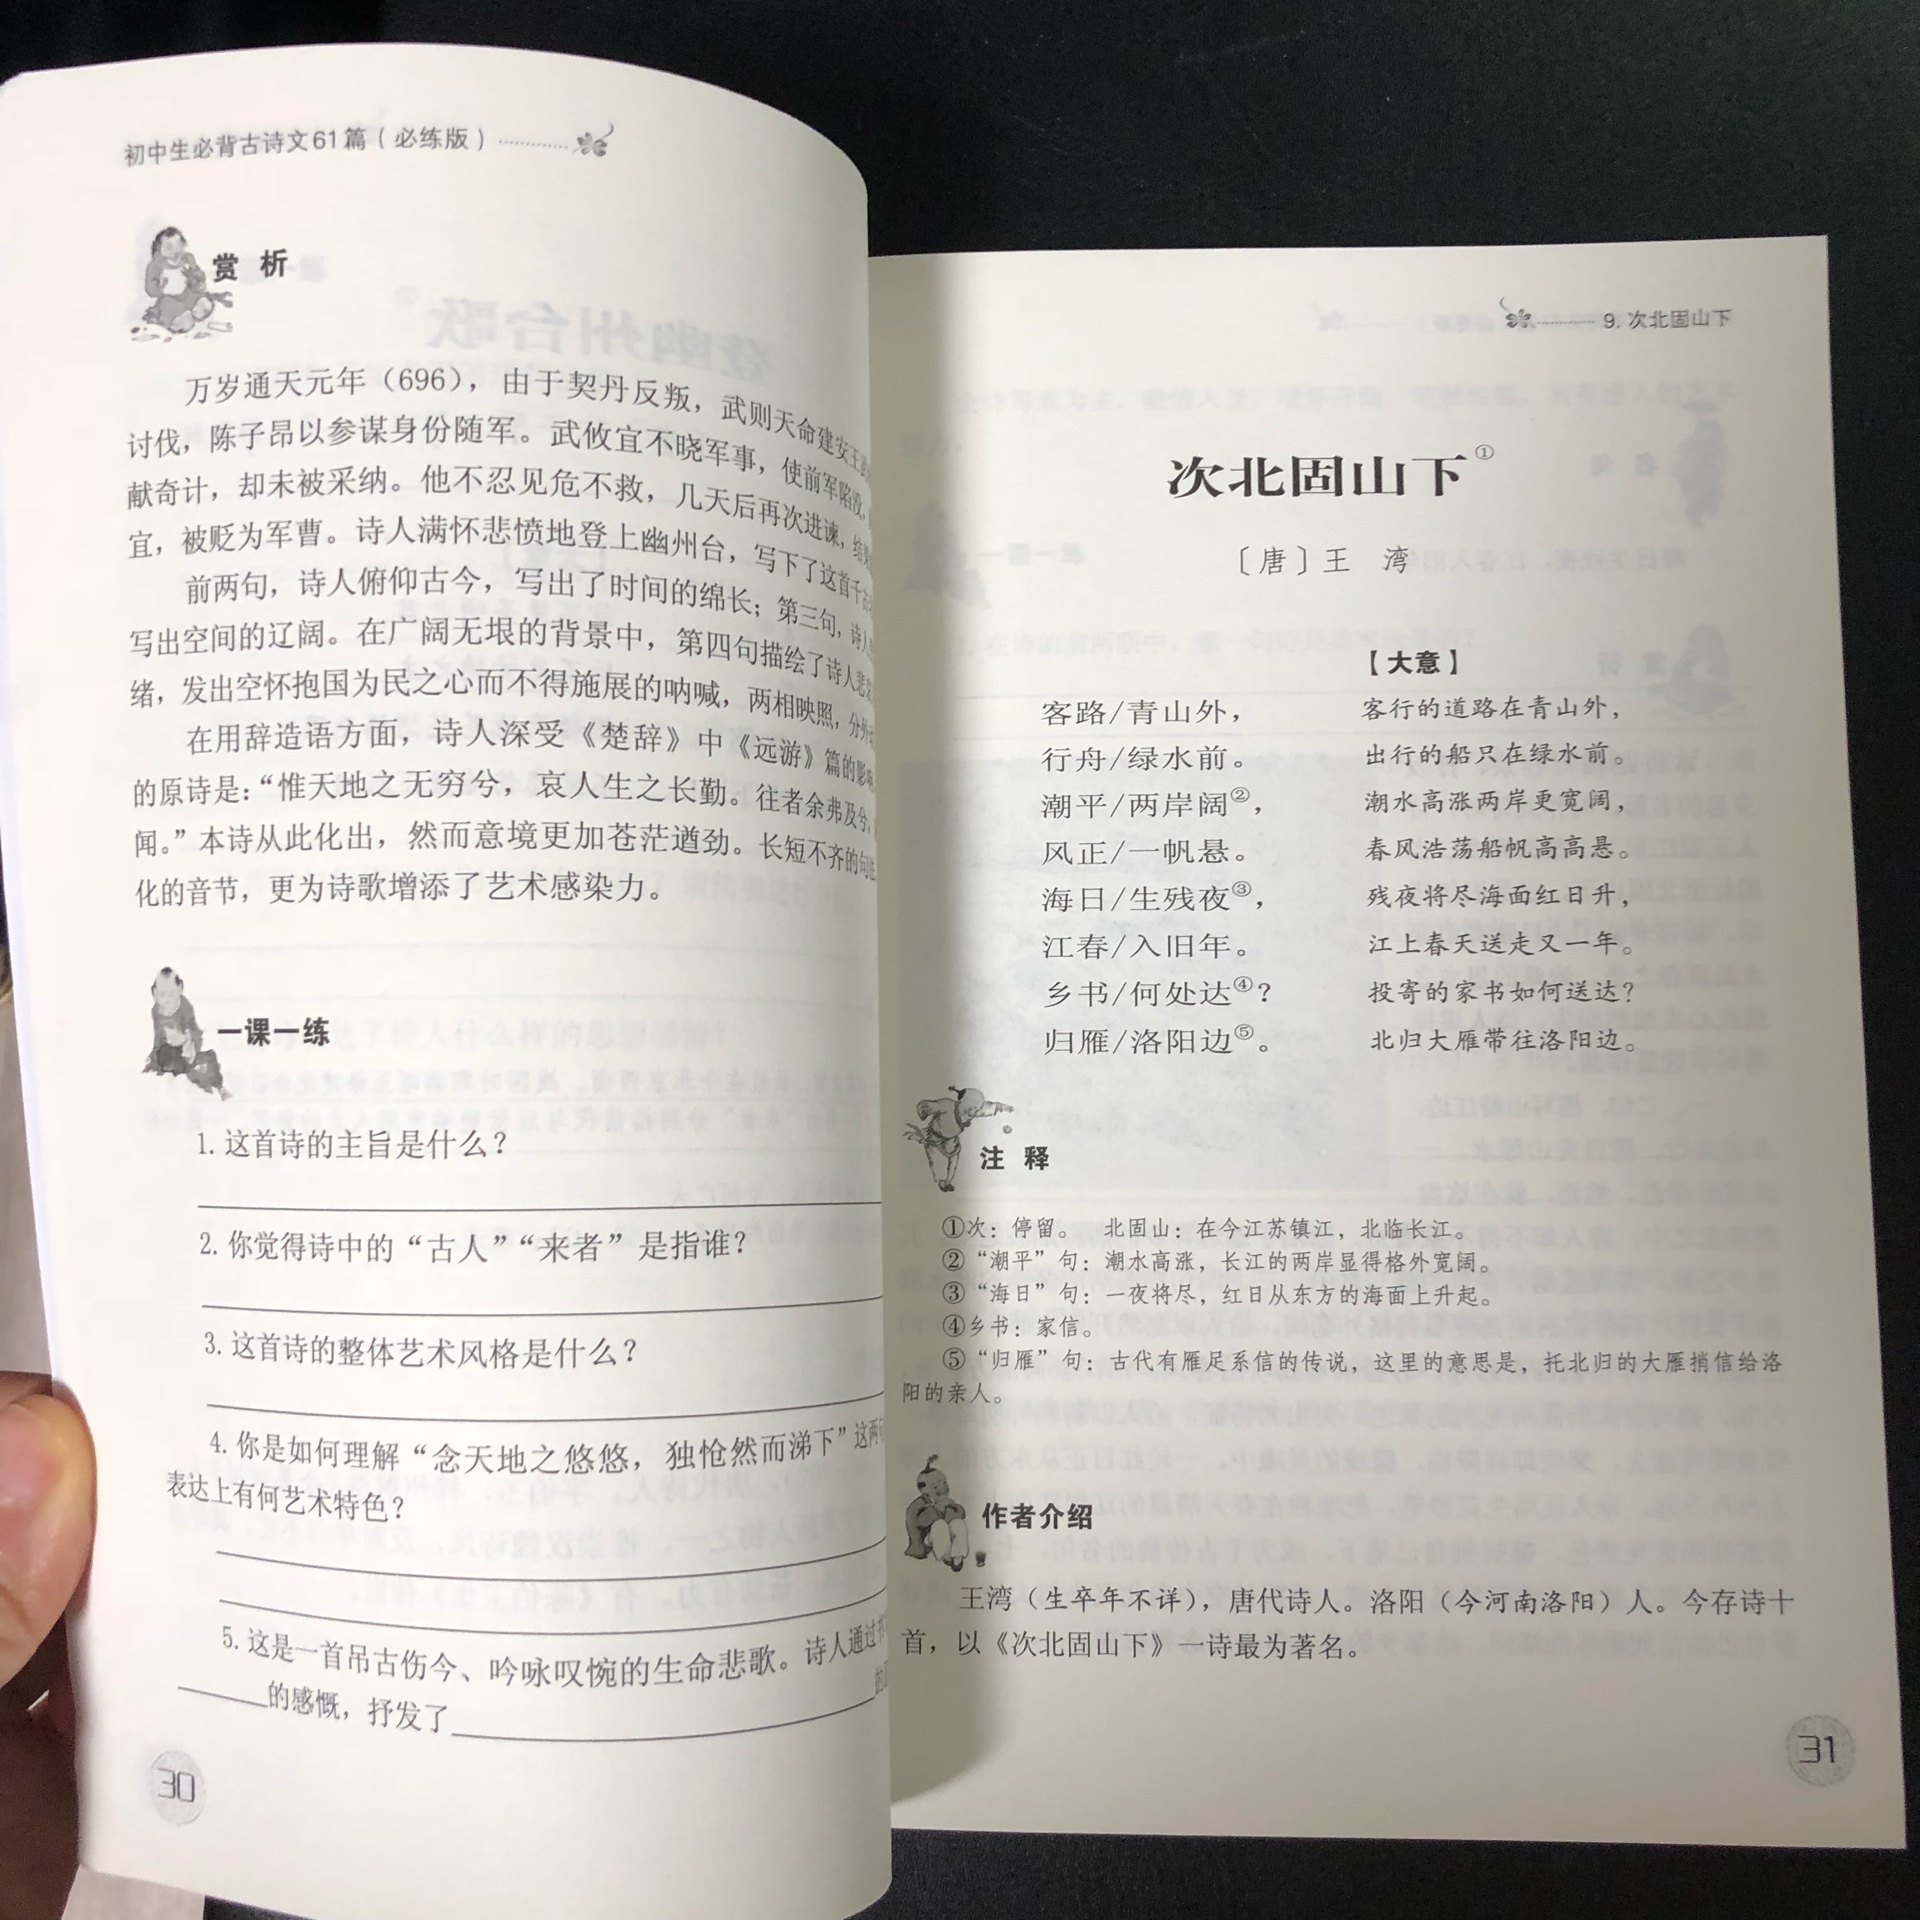 初中生必背古诗文61篇（必练版）
赏 析
万岁通天元年（696），由于契丹反叛，武则天命建安王
讨伐，陈子昂以参谋身份随军。武攸宜不晓军事，使前军陷没，
献奇计，却未被采纳。他不忍见危不救，几天后再次进谏，结
宜，被贬为军曹。诗人满怀悲愤地登上幽州台，写下了这首千古
前两句，诗人俯仰古今，写出了时间的绵长；第三句，诗人
写出空间的辽阔。在广阔无垠的背景中，第四句描绘了诗人悲
绪，发出空怀抱国为民之心而不得施展的呐喊，两相映照，分外
在用辞造语方面，诗人深受《楚辞》中《远游》篇的影
的原诗是：“惟天地之无穷兮，哀人生之长勤。往者余弗及兮，
闻。”本诗从此化出，然而意境更加苍茫遒劲。长短不齐的句
化的音节，更为诗歌增添了艺术感染力。
一课一练
1. 这首诗的主旨是什么？
2. 你觉得诗中的“古人”“来者”是指谁？
3. 这首诗的整体艺术风格是什么？
4. 你是如何理解“念天地之悠悠，独怆然而涕下”这两
表达上有何艺术特色？
5. 这是一首吊古伤今、吟咏叹惋的生命悲歌。诗人通过
的感慨，抒发了
30
9. 次北固山下
次北固山下①
〔唐〕王 湾
【大意】
客路/青山外， 客行的道路在青山外，
行舟/绿水前。 出行的船只在绿水前。
潮平/两岸阔②， 潮水高涨两岸更宽阔，
风正/一帆悬。 春风浩荡船帆高高悬。
海日/生残夜③， 残夜将尽海面红日升，
江春/入旧年。 江上春天送走又一年。
乡书/何处达④？ 投寄的家书如何送达？
归雁/洛阳边⑤。 北归大雁带往洛阳边。
注 释
①次：停留。 北固山：在今江苏镇江，北临长江。
②“潮平”句：潮水高涨，长江的两岸显得格外宽阔。
③“海日”句：一夜将尽，红日从东方的海面上升起。
④乡书：家信。
⑤“归雁”句：古代有雁足系信的传说，这里的意思是，托北归的大雁捎信给洛
阳的亲人。
作者介绍
王湾（生卒年不详），唐代诗人。洛阳（今河南洛阳）人。今存诗十
首，以《次北固山下》一诗最为著名。
31